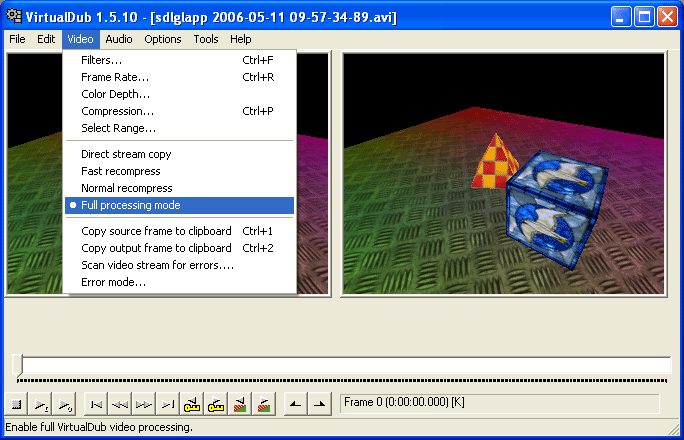 VirtualDub 1.5.10 - [sdlglapp 2006-05-11 09-57-34-89.avi]
File Edit Video Audio Options Tools Help
Filters... Ctrl+F
Frame Rate... Ctrl+R
Color Depth...
Compression... Ctrl+P
Select Range...
Direct stream copy
Fast recompress
Normal recompress
Full processing mode
Copy source frame to clipboard Ctrl+1
Copy output frame to clipboard Ctrl+2
Scan video stream for errors....
Error mode...
Frame 0 (0:00:00.000) [K]
Enable full VirtualDub video processing.